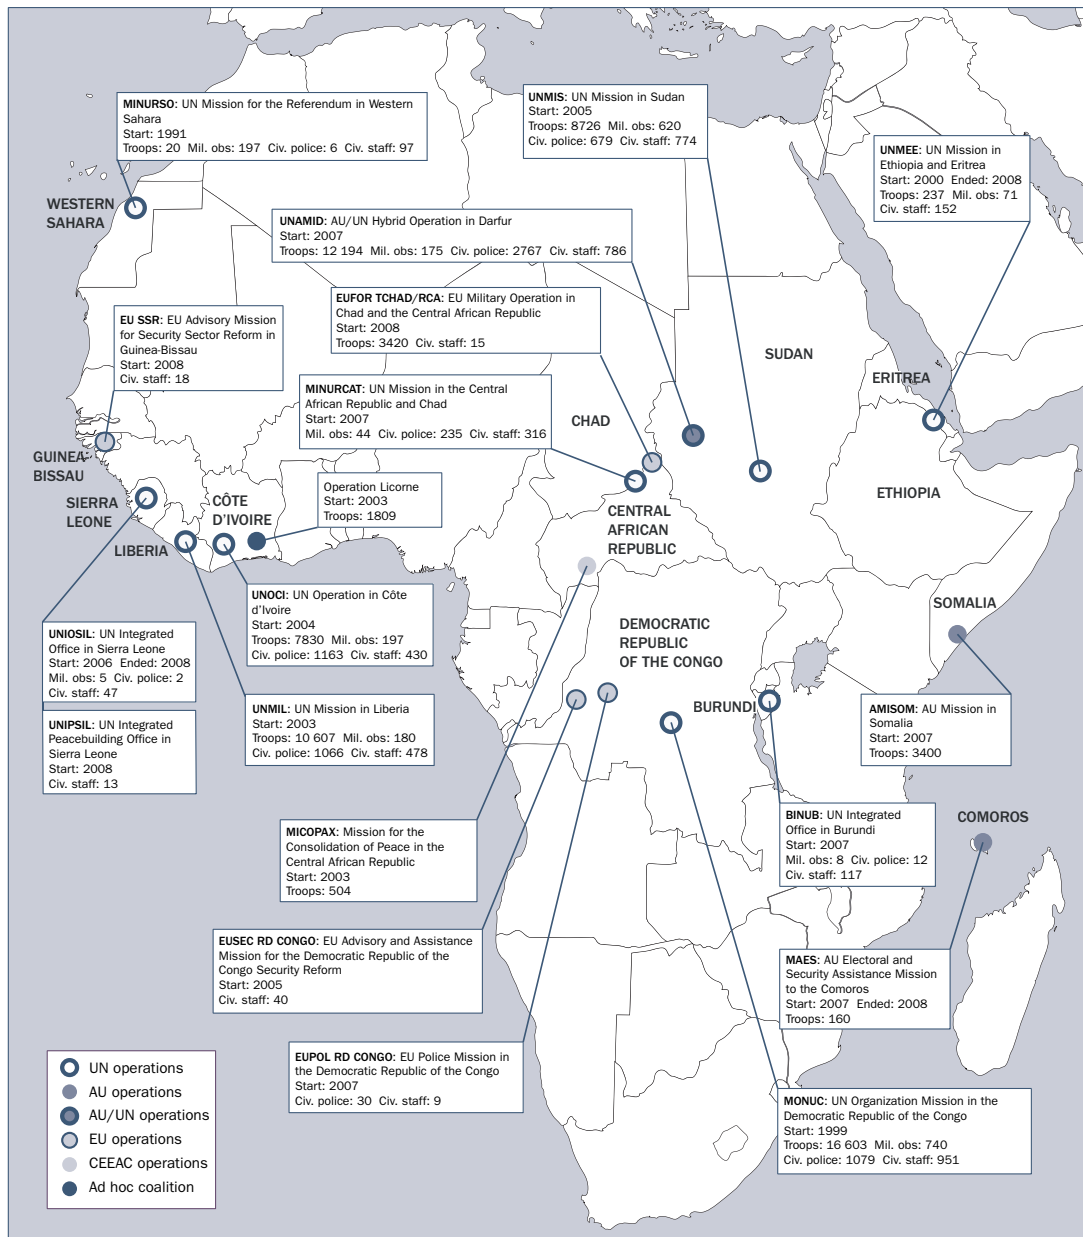 MINURSO: UN Mission for the Referendum in Western
Sahara
Start: 1991
Troops: 20 Mil. obs: 197 Civ. police: 6 Civ. staff: 97
UNMIS: UN Mission in Sudan
Start: 2005
Troops: 8726 Mil. obs: 620
Civ. police: 679 Civ. staff: 774
UNMEE: UN Mission in
Ethiopia and Eritrea
Start: 2000 Ended: 2008
Troops: 237 Mil. obs: 71
Civ. staff: 152
WESTERN
SAHARA
UNAMID: AU/UN Hybrid Operation in Darfur
Start: 2007
Troops: 12 194 Mil. obs: 175 Civ. police: 2767 Civ. staff: 786
EUFOR TCHAD/RCA: EU Military Operation in
Chad and the Central African Republic
Start: 2008
Troops: 3420 Civ. staff: 15
EU SSR: EU Advisory Mission
for Security Sector Reform in
Guinea-Bissau
Start: 2008
Civ. staff: 18
SUDAN
ERITREA
MINURCAT: UN Mission in the Central
African Republic and Chad
Start: 2007
Mil. obs: 44 Civ. police: 235 Civ. staff: 316
CHAD
GUINEA-
BISSAU
SIERRA
LEONE
CÔTE
D'IVOIRE
LIBERIA
Operation Licorne
Start: 2003
Troops: 1809
ETHIOPIA
CENTRAL
AFRICAN
REPUBLIC
UNOCI: UN Operation in Côte
d'Ivoire
Start: 2004
Troops: 7830 Mil. obs: 197
Civ. police: 1163 Civ. staff: 430
SOMALIA
DEMOCRATIC
REPUBLIC
OF THE CONGO
UNIOSIL: UN Integrated
Office in Sierra Leone
Start: 2006 Ended: 2008
Mil. obs: 5 Civ. police: 2
Civ. staff: 47
UNMIL: UN Mission in Liberia
Start: 2003
Troops: 10 607 Mil. obs: 180
Civ. police: 1066 Civ. staff: 478
BURUNDI
AMISOM: AU Mission in
Somalia
Start: 2007
Troops: 3400
UNIPSIL: UN Integrated
Peacebuilding Office in
Sierra Leone
Start: 2008
Civ. staff: 13
MICOPAX: Mission for the
Consolidation of Peace in the
Central African Republic
Start: 2003
Troops: 504
BINUB: UN Integrated
Office in Burundi
Start: 2007
Mil. obs: 8 Civ. police: 12
Civ. staff: 117
COMOROS
EUSEC RD CONGO: EU Advisory and Assistance
Mission for the Democratic Republic of the
Congo Security Reform
Start: 2005
Civ. staff: 40
MAES: AU Electoral and
Security Assistance Mission
to the Comoros
Start: 2007 Ended: 2008
Troops: 160
EUPOL RD CONGO: EU Police Mission in
the Democratic Republic of the Congo
Start: 2007
Civ. police: 30 Civ. staff: 9
MONUC: UN Organization Mission in the
Democratic Republic of the Congo
Start: 1999
Troops: 16 603 Mil. obs: 740
Civ. police: 1079 Civ. staff: 951
UN operations
AU operations
AU/UN operations
EU operations
CEEAC operations
Ad hoc coalition